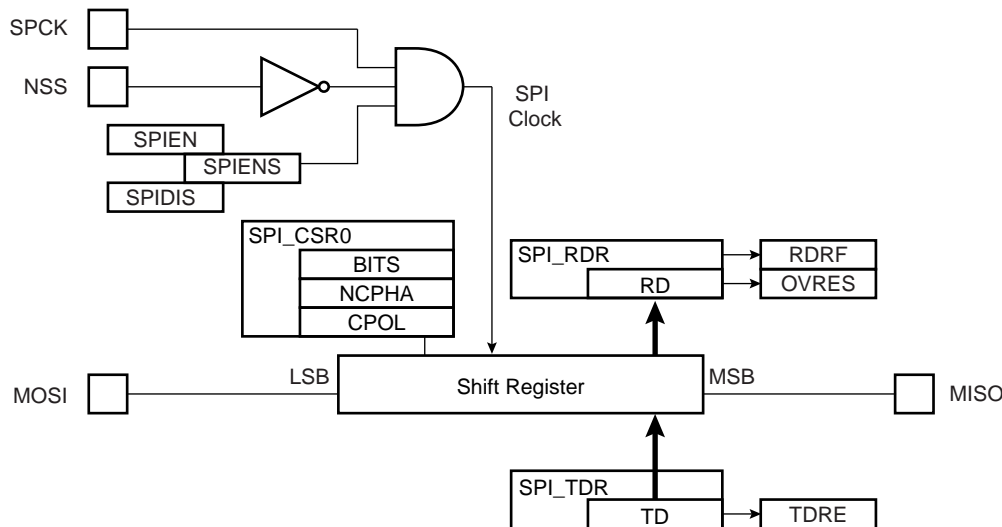 SPCK
NSS
SPI
Clock
SPIEN
SPIENS
SPIDIS
SPI_CSR0
BITS
NCPHA
CPOL
SPI_RDR
RD
RDRF
OVRES
MOSI
LSB
Shift Register
MSB
MISO
SPI_TDR
TD
TDRE